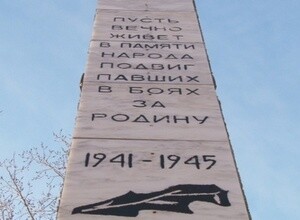 ПУСТЬ
ВЕЧНО
ЖИВЕТ
В ПАМЯТИ
НАРОДА
ПОДВИГ
ПАВШИХ
В БОЯХ
ЗА
РОДИНУ
1941-1945